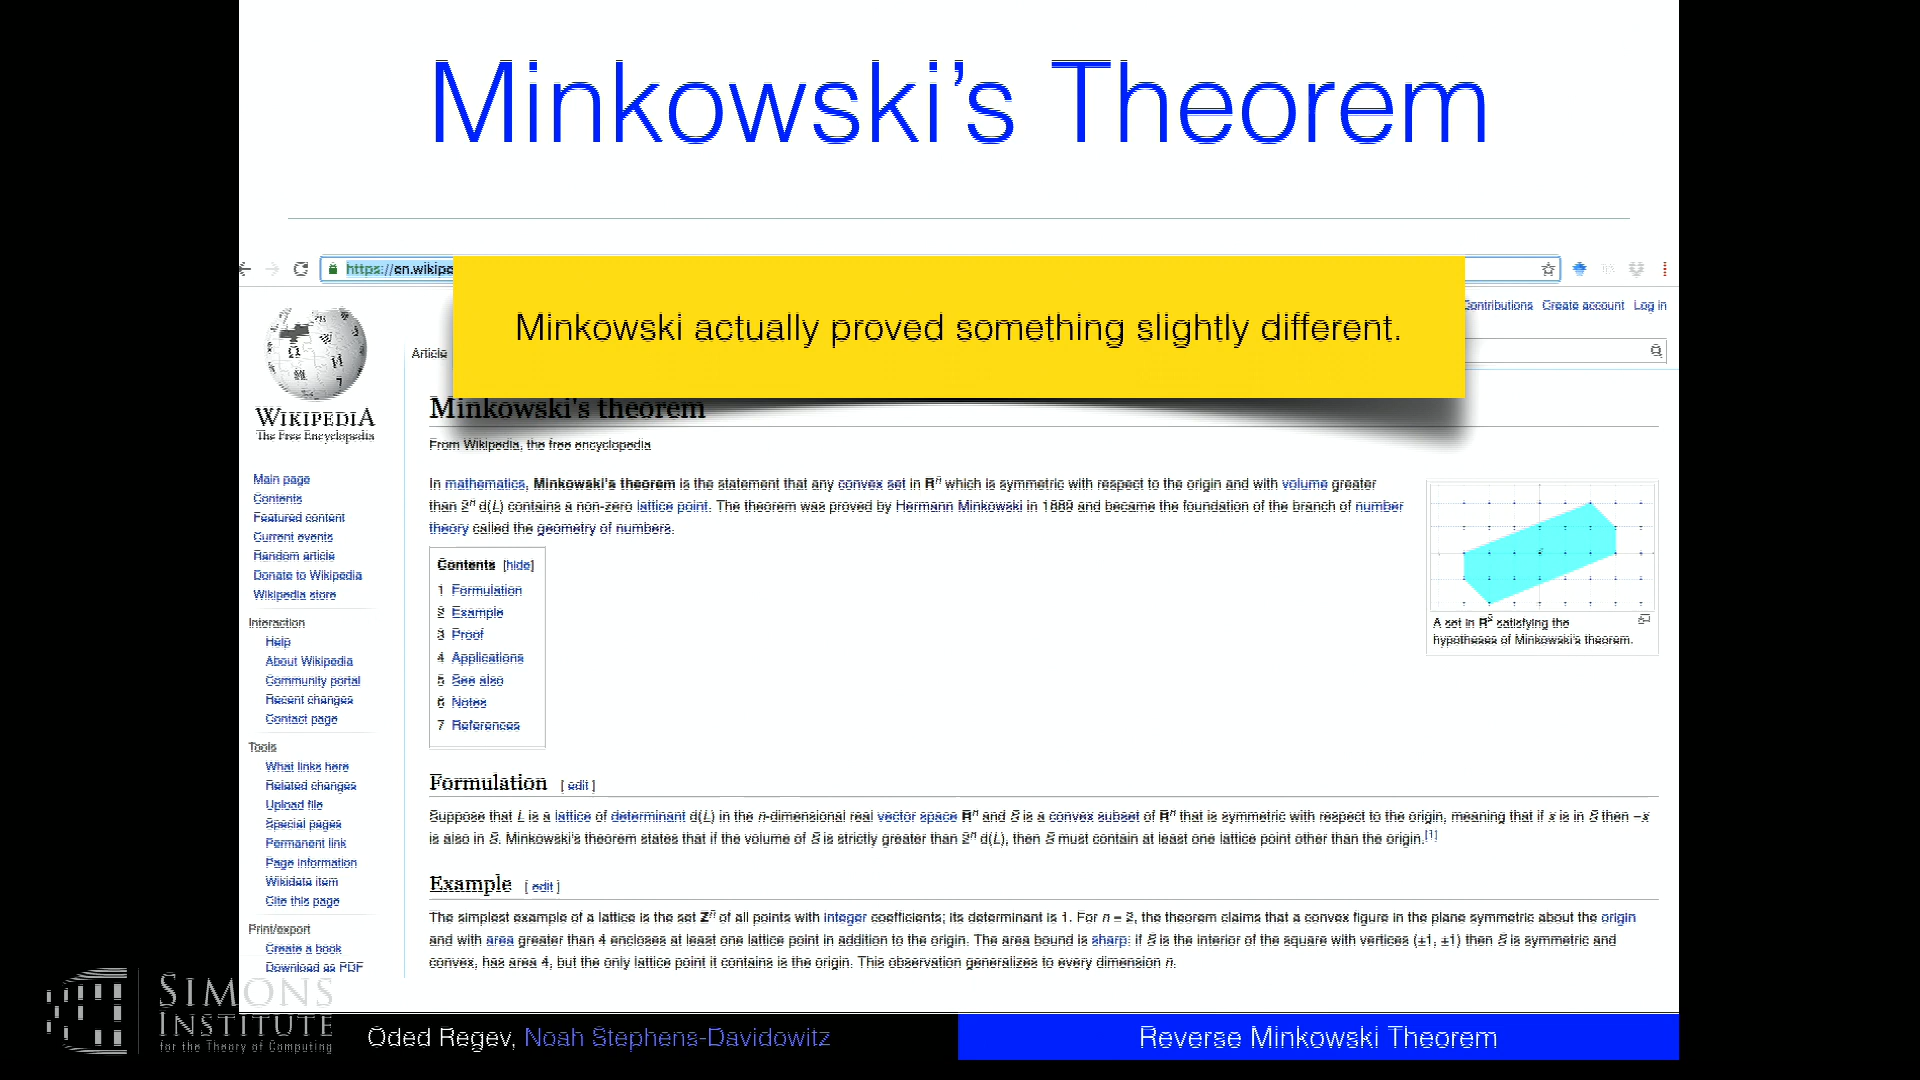 Minkowski's Theorem
https://en.wikipe
Minkowski actually proved something slightly different.
Contributions Create account Log in
Article
WIKIPEDIA
The Free Encyclopedia
Main page
Contents
Featured content
Current events
Random article
Donate to Wikipedia
Wikipedia store
Interaction
Help
About Wikipedia
Community portal
Recent changes
Contact page
Tools
What links here
Related changes
Upload file
Special pages
Permanent link
Page information
Wikidata item
Cite this page
Print/export
Create a book
Download as PDF
Minkowski's theorem
From Wikipedia, the free encyclopedia
In mathematics, Minkowski's theorem is the statement that any convex set in Rⁿ which is symmetric with respect to the origin and with volume greater
than 2ⁿ d(L) contains a non-zero lattice point. The theorem was proved by Hermann Minkowski in 1889 and became the foundation of the branch of number
theory called the geometry of numbers.
A set in R² satisfying the
hypotheses of Minkowski's theorem.
Contents [hide]
1 Formulation
2 Example
3 Proof
4 Applications
5 See also
6 Notes
7 References
Formulation [ edit ]
Suppose that L is a lattice of determinant d(L) in the n-dimensional real vector space Rⁿ and S is a convex subset of Rⁿ that is symmetric with respect to the origin, meaning that if x is in S then −x
is also in S. Minkowski's theorem states that if the volume of S is strictly greater than 2ⁿ d(L), then S must contain at least one lattice point other than the origin.[1]
Example [ edit ]
The simplest example of a lattice is the set Zⁿ of all points with integer coefficients; its determinant is 1. For n = 2, the theorem claims that a convex figure in the plane symmetric about the origin
and with area greater than 4 encloses at least one lattice point in addition to the origin. The area bound is sharp: if S is the interior of the square with vertices (±1, ±1) then S is symmetric and
convex, has area 4, but the only lattice point it contains is the origin. This observation generalizes to every dimension n.
SIMONS
INSTITUTE
for the Theory of Computing
Oded Regev, Noah Stephens-Davidowitz
Reverse Minkowski Theorem